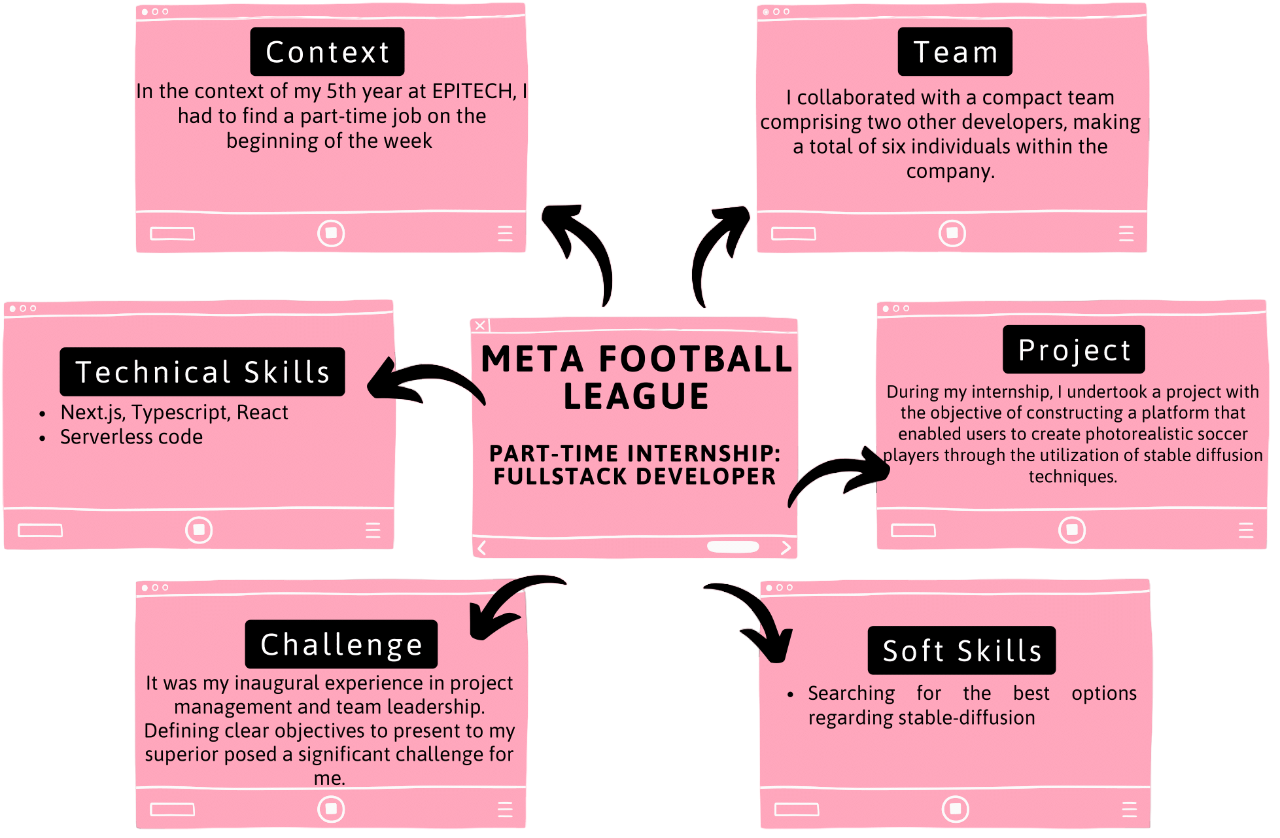 Context
In the context of my 5th year at EPITECH, I
had to find a part-time job on the
beginning of the week
Team
I collaborated with a compact team
comprising two other developers, making
a total of six individuals within the
company.
Technical Skills
• Next.js, Typescript, React
• Serverless code
META FOOTBALL
LEAGUE
PART-TIME INTERNSHIP:
FULLSTACK DEVELOPER
Project
During my internship, I undertook a project with
the objective of constructing a platform that
enabled users to create photorealistic soccer
players through the utilization of stable diffusion
techniques.
Challenge
It was my inaugural experience in project
management and team leadership.
Defining clear objectives to present to my
superior posed a significant challenge for
me.
Soft Skills
• Searching for the best options
regarding stable-diffusion